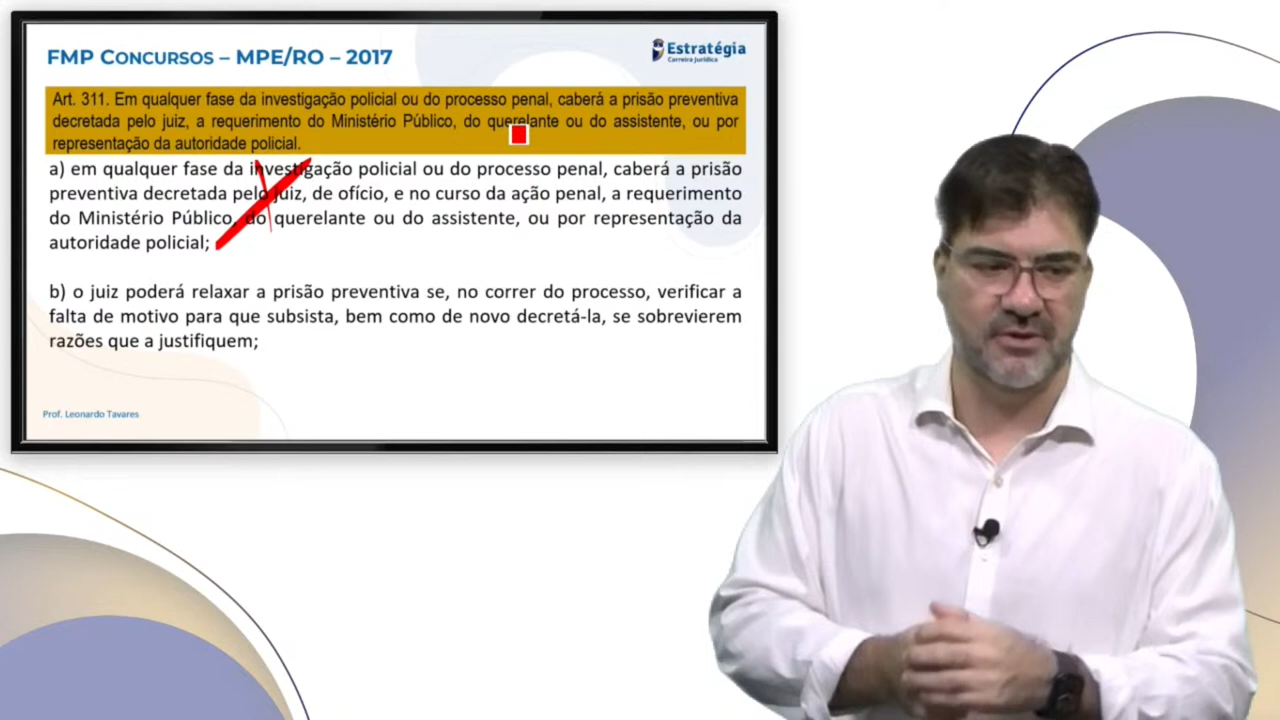 FMP CONCURSOS – MPE/RO – 2017
Estratégia
Carreira Jurídica
Art. 311. Em qualquer fase da investigação policial ou do processo penal, caberá a prisão preventiva
decretada pelo juiz, a requerimento do Ministério Público, do querelante ou do assistente, ou por
representação da autoridade policial.
a) em qualquer fase da investigação policial ou do processo penal, caberá a prisão
preventiva decretada pelo juiz, de ofício, e no curso da ação penal, a requerimento
do Ministério Público, do querelante ou do assistente, ou por representação da
autoridade policial;
b) o juiz poderá relaxar a prisão preventiva se, no correr do processo, verificar a
falta de motivo para que subsista, bem como de novo decretá-la, se sobrevierem
razões que a justifiquem;
Prof. Leonardo Tavares